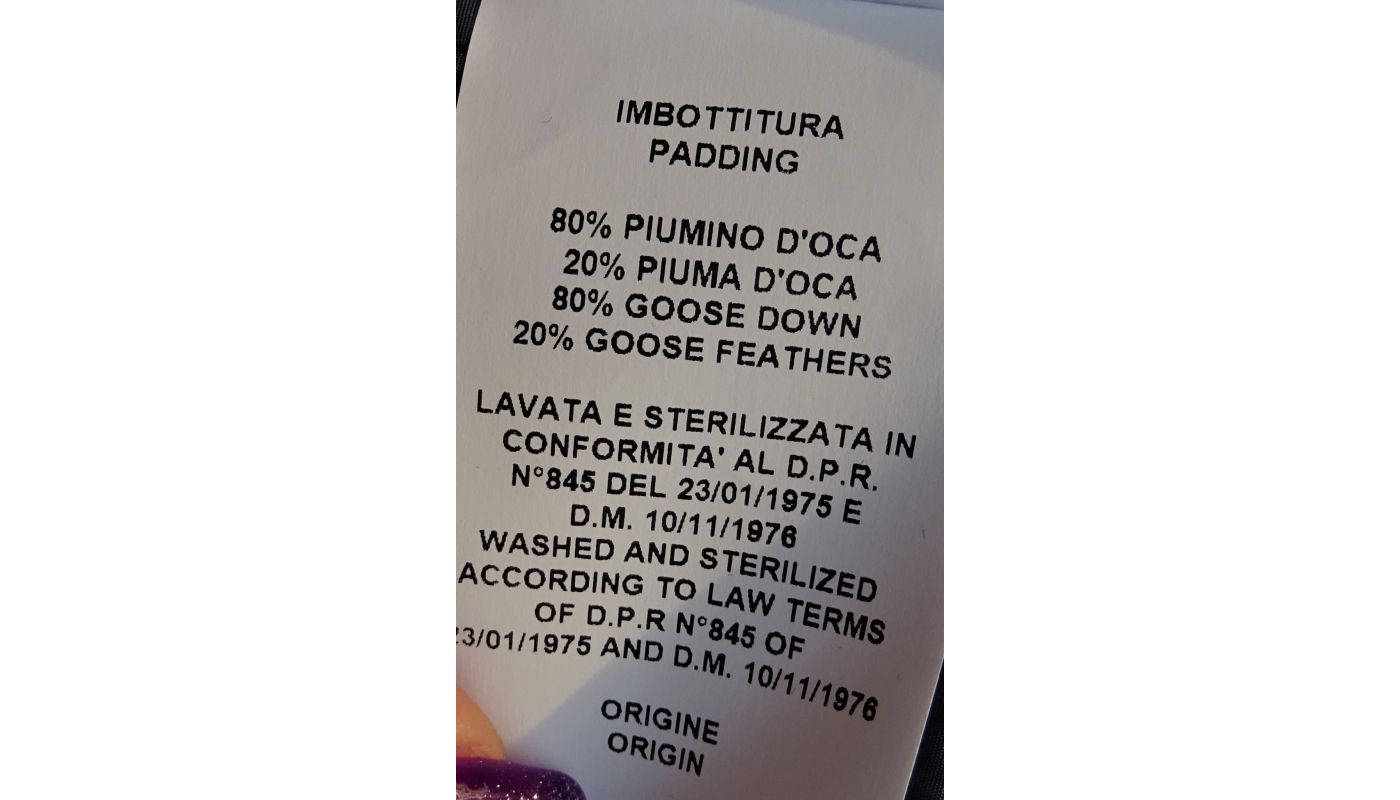 IMBOTTITURA
PADDING
80% PIUMINO D'OCA
20% PIUMA D'OCA
80% GOOSE DOWN
20% GOOSE FEATHERS
LAVATA E STERILIZZATA IN
CONFORMITA' AL D.P.R.
N°845 DEL 23/01/1975 E
D.M. 10/11/1976
WASHED AND STERILIZED
ACCORDING TO LAW TERMS
OF D.P.R N°845 OF
23/01/1975 AND D.M. 10/11/1976
ORIGINE
ORIGIN